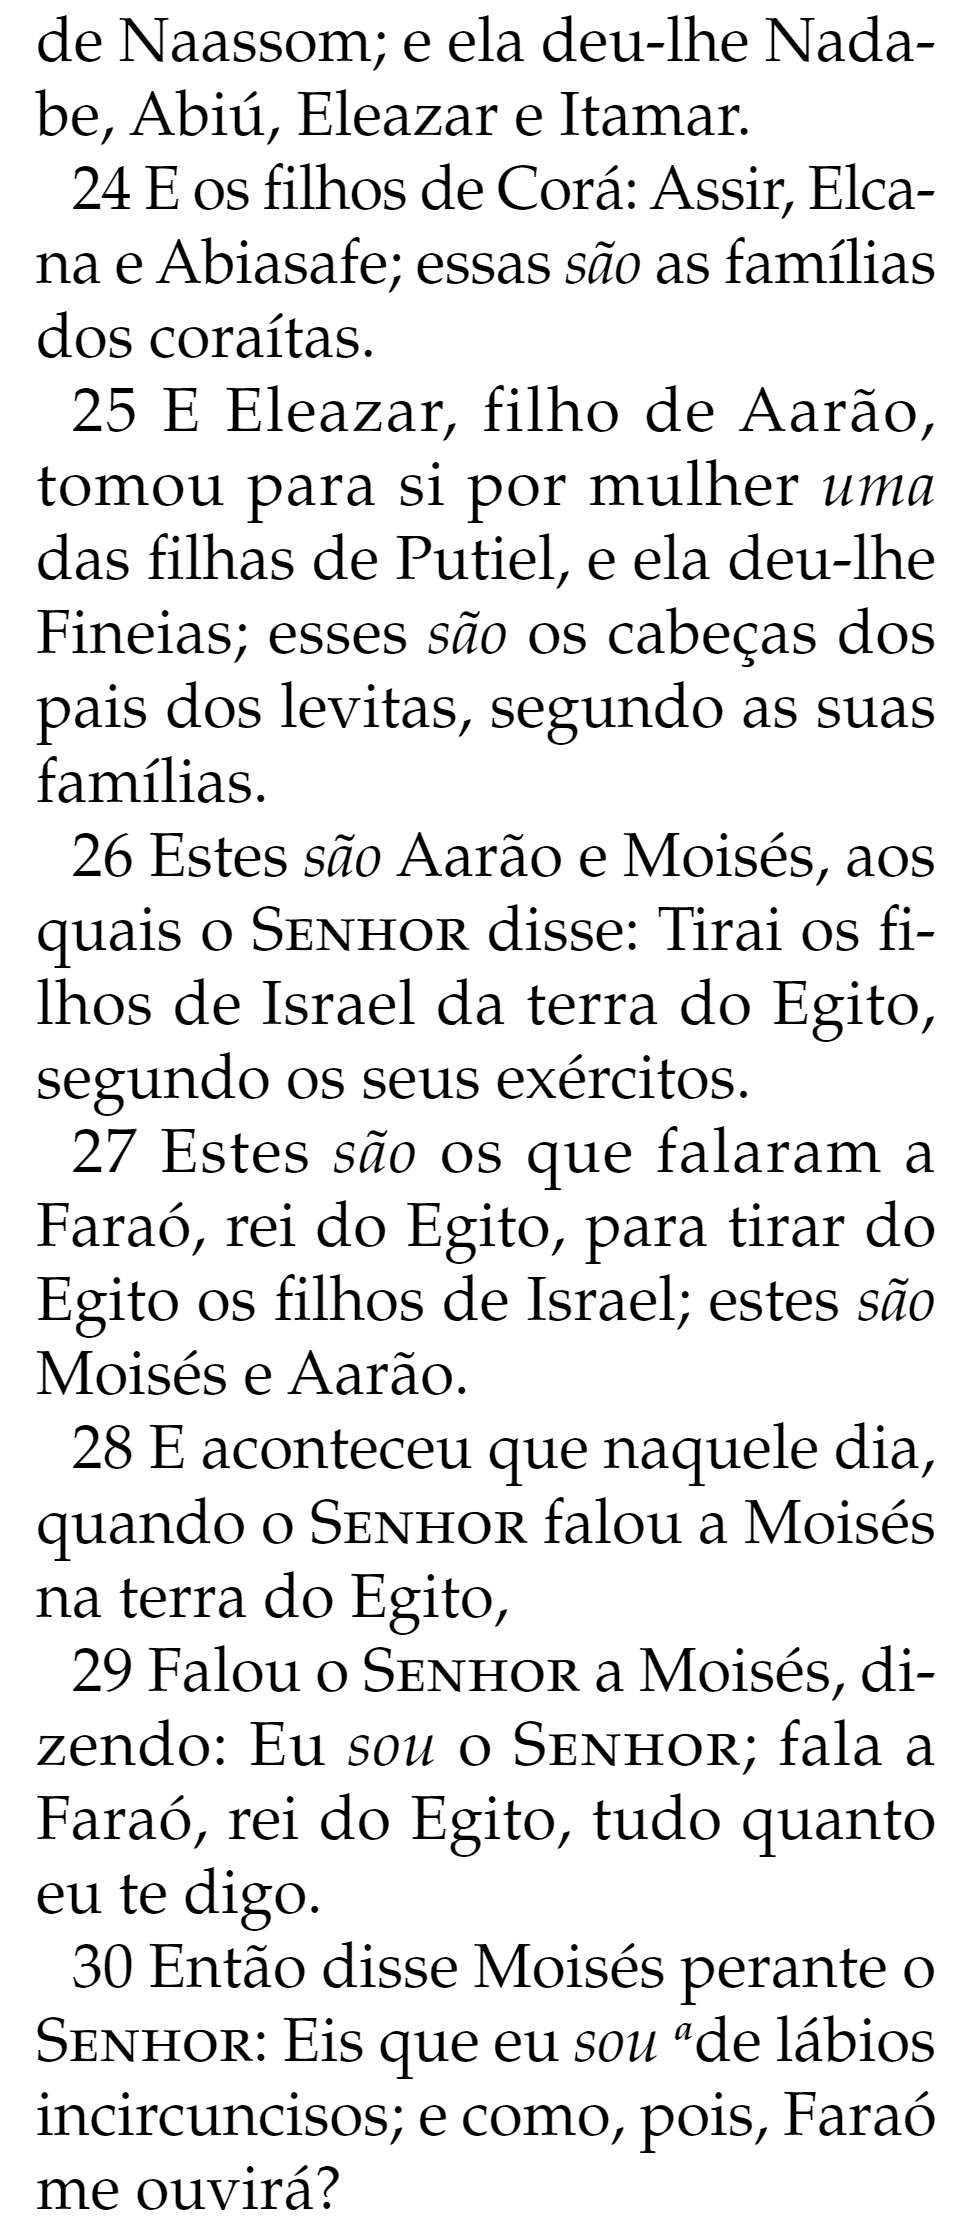 de Naassom; e ela deu-lhe Nada-
be, Abiú, Eleazar e Itamar.
24 E os filhos de Corá: Assir, Elca-
na e Abiasafe; essas são as famílias
dos coraítas.
25 E Eleazar, filho de Aarão,
tomou para si por mulher uma
das filhas de Putiel, e ela deu-lhe
Fineias; esses são os cabeças dos
pais dos levitas, segundo as suas
famílias.
26 Estes são Aarão e Moisés, aos
quais o SENHOR disse: Tirai os fi-
lhos de Israel da terra do Egito,
segundo os seus exércitos.
27 Estes são os que falaram a
Faraó, rei do Egito, para tirar do
Egito os filhos de Israel; estes são
Moisés e Aarão.
28 E aconteceu que naquele dia,
quando o SENHOR falou a Moisés
na terra do Egito,
29 Falou o SENHOR a Moisés, di-
zendo: Eu sou o SENHOR; fala a
Faraó, rei do Egito, tudo quanto
eu te digo.
30 Então disse Moisés perante o
SENHOR: Eis que eu sou ᵃde lábios
incircuncisos; e como, pois, Faraó
me ouvirá?